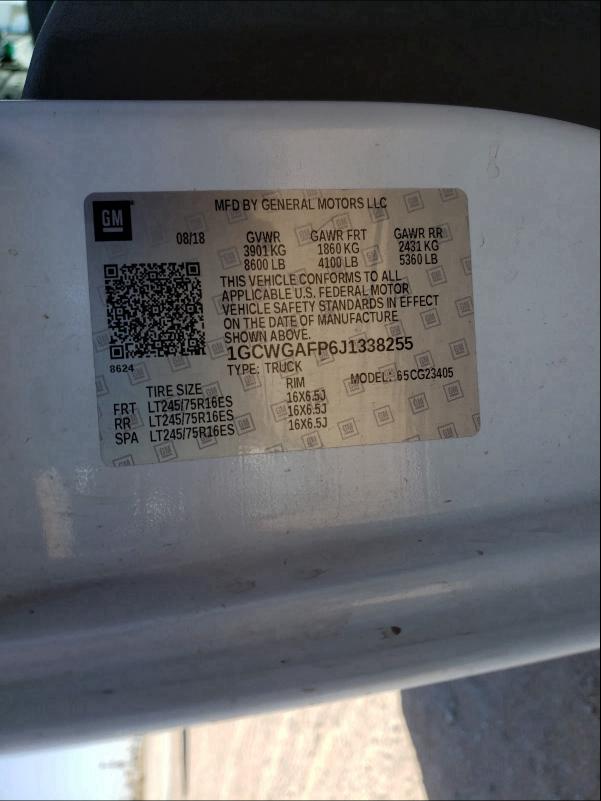 GM
MFD BY GENERAL MOTORS LLC
08/18 GVWR GAWR FRT GAWR RR
3901 KG 1860 KG 2431 KG
8600 LB 4100 LB 5360 LB
THIS VEHICLE CONFORMS TO ALL
APPLICABLE U.S. FEDERAL MOTOR
VEHICLE SAFETY STANDARDS IN EFFECT
ON THE DATE OF MANUFACTURE
SHOWN ABOVE.
1GCWGAFP6J1338255
8624
TYPE: TRUCK MODEL: 65CG23405
TIRE SIZE RIM
FRT LT245/75R16ES 16X6.5J
RR LT245/75R16ES 16X6.5J
SPA LT245/75R16ES 16X6.5J